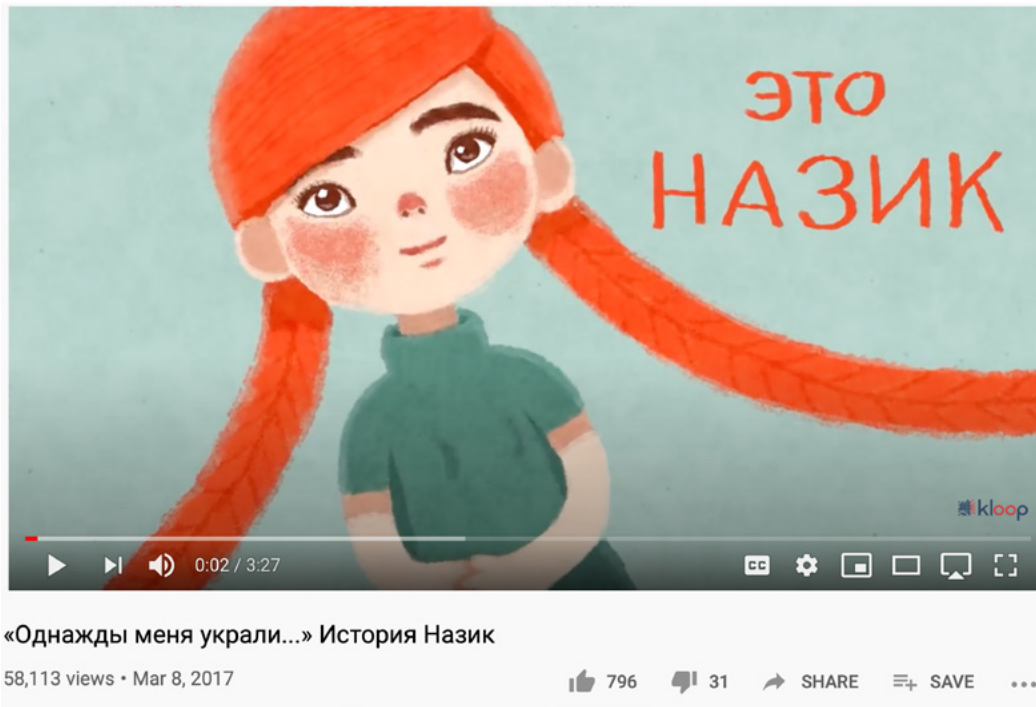 ЭТО
НАЗИК
kloop
0:02 / 3:27
CC
«Однажды меня украли...» История Назик
58,113 views • Mar 8, 2017
796 31 SHARE SAVE